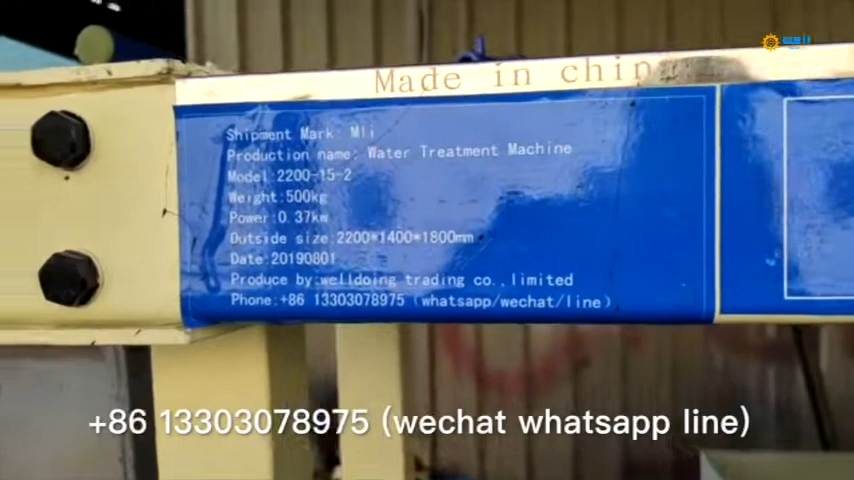 Made in china
Shipment Mark: Mli
Production name: Water Treatment Machine
Model:2200-15-2
Weight:500kg
Power:0.37kw
Outside size:2200*1400*1800mm
Date:20190801
Produce by:welldoing trading co.,limited
Phone:+86 13303078975 (whatsapp/wechat/line)
+86 13303078975 (wechat whatsapp line)